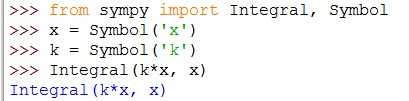 >>> from sympy import Integral, Symbol
>>> x = Symbol('x')
>>> k = Symbol('k')
>>> Integral(k*x, x)
Integral(k*x, x)